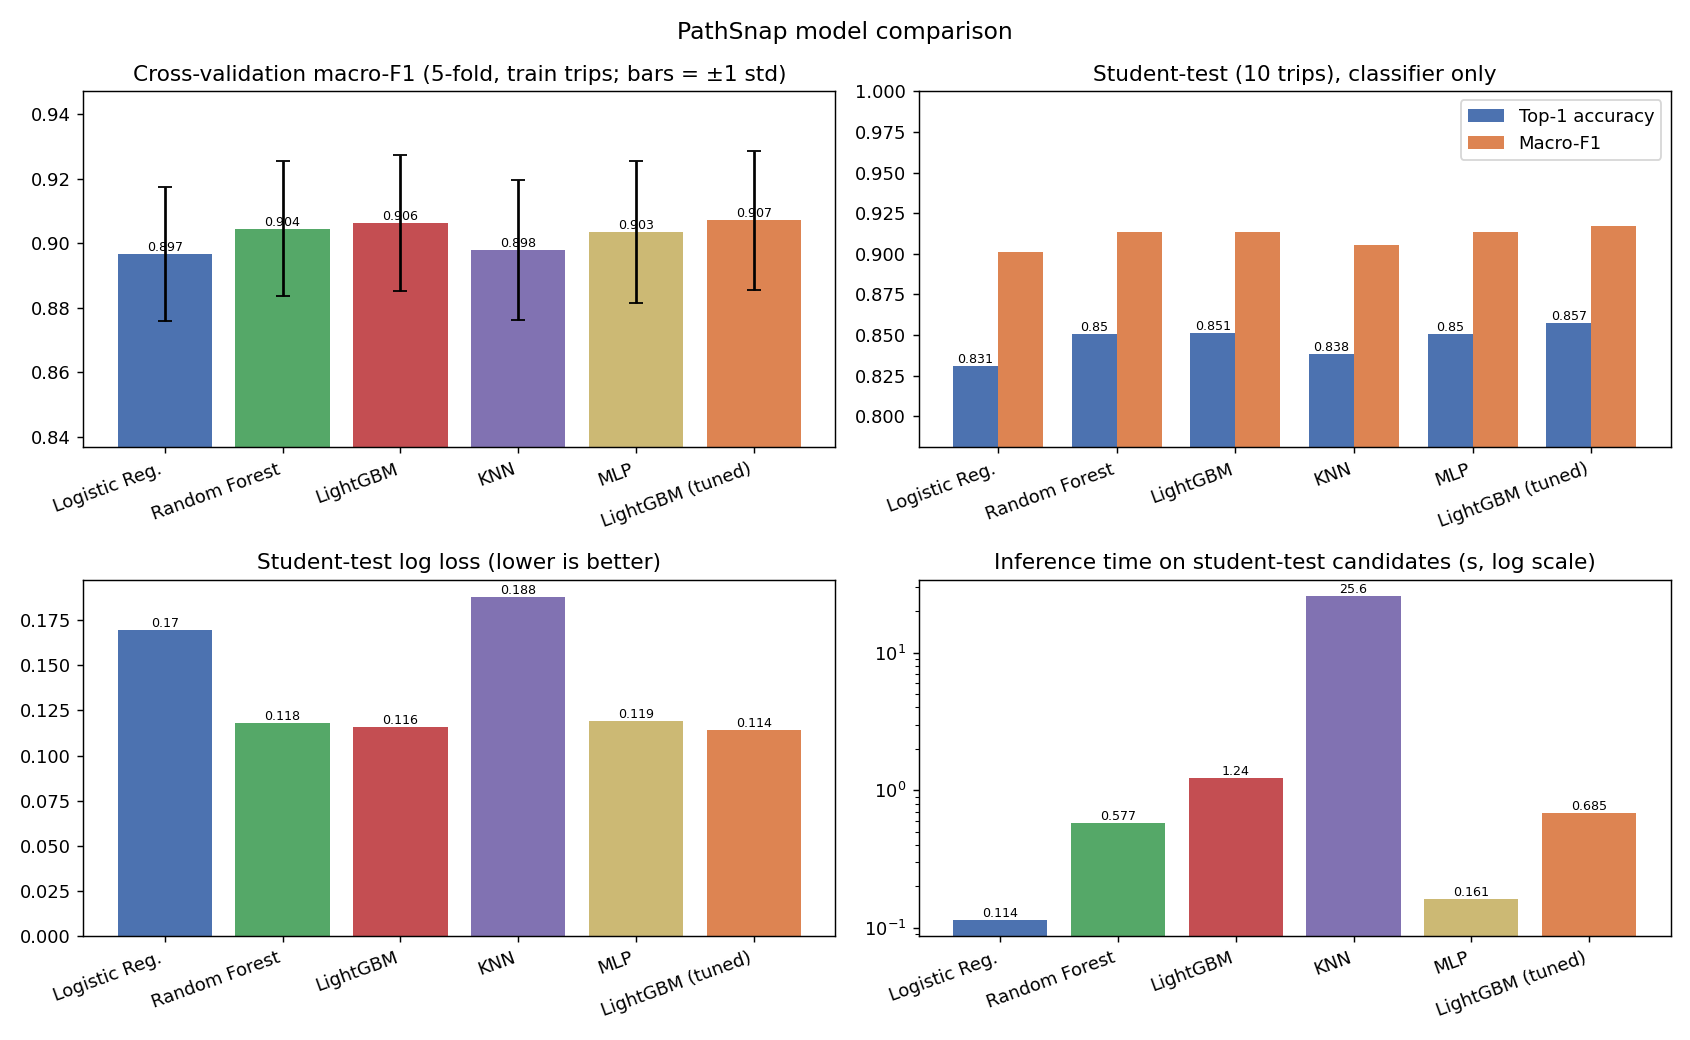 PathSnap model comparison
Cross-validation macro-F1 (5-fold, train trips; bars = ±1 std)
0.94
0.92
0.90
0.88
0.86
0.84
0.897
0.904
0.906
0.898
0.903
0.907
Logistic Reg.
Random Forest
LightGBM
KNN
MLP
LightGBM (tuned)
Student-test (10 trips), classifier only
1.000
0.975
0.950
0.925
0.900
0.875
0.850
0.825
0.800
Top-1 accuracy
Macro-F1
0.831
0.85
0.851
0.838
0.85
0.857
Logistic Reg.
Random Forest
LightGBM
KNN
MLP
LightGBM (tuned)
Student-test log loss (lower is better)
0.175
0.150
0.125
0.100
0.075
0.050
0.025
0.000
0.17
0.118
0.116
0.188
0.119
0.114
Logistic Reg.
Random Forest
LightGBM
KNN
MLP
LightGBM (tuned)
Inference time on student-test candidates (s, log scale)
10¹
10⁰
10⁻¹
0.114
0.577
1.24
25.6
0.161
0.685
Logistic Reg.
Random Forest
LightGBM
KNN
MLP
LightGBM (tuned)